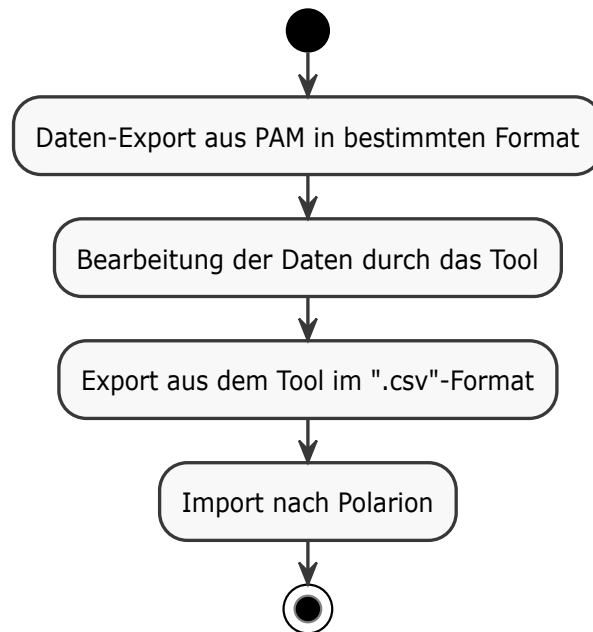 Daten-Export aus PAM in bestimmten Format
Bearbeitung der Daten durch das Tool
Export aus dem Tool im ".csv"-Format
Import nach Polarion